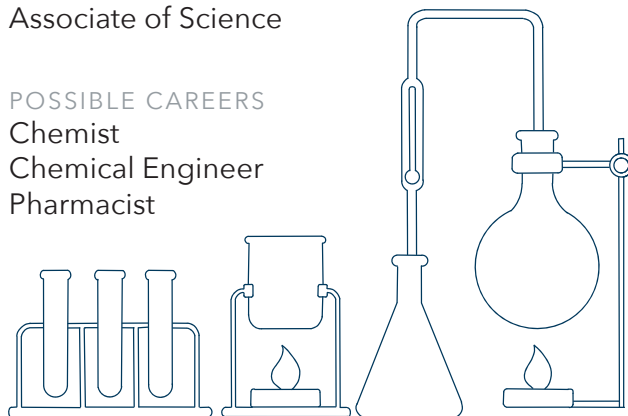 Associate of Science
POSSIBLE CAREERS
Chemist
Chemical Engineer
Pharmacist